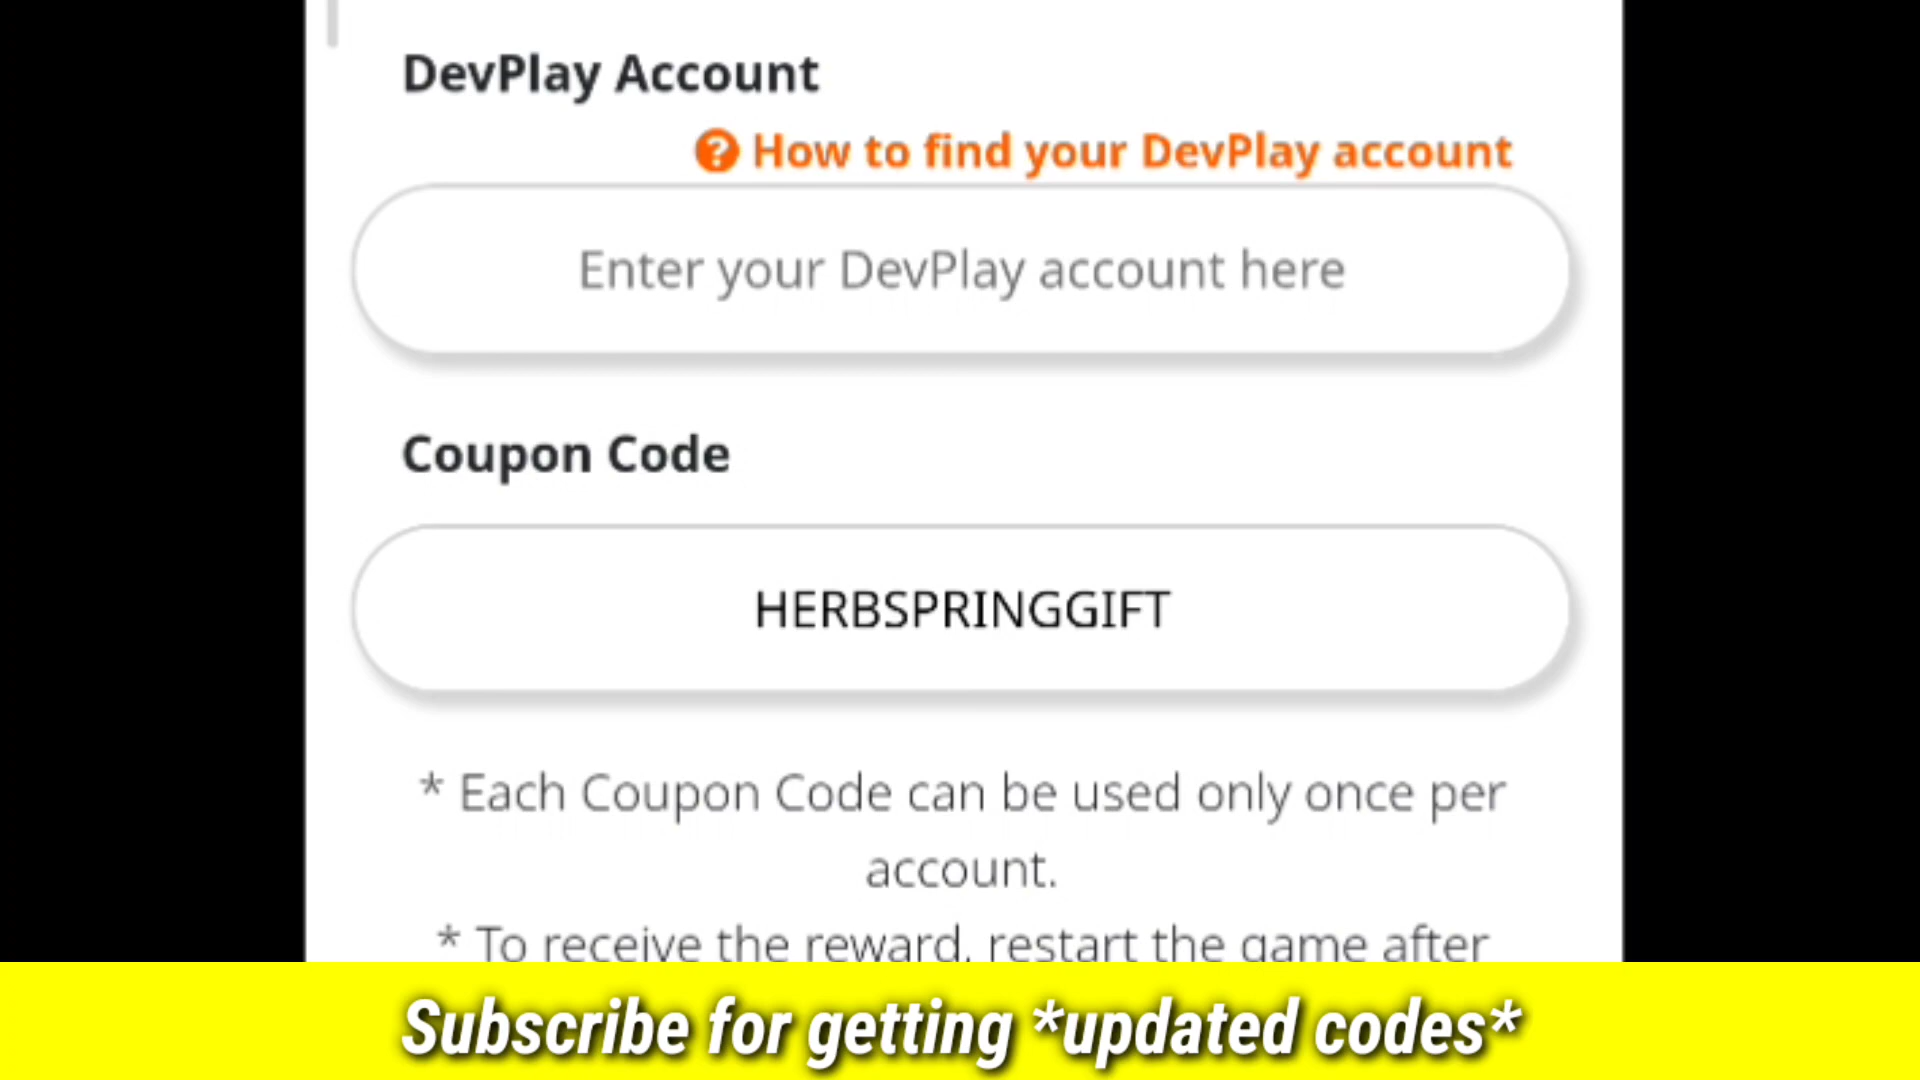 DevPlay Account
How to find your DevPlay account
Enter your DevPlay account here
Coupon Code
HERBSPRINGGIFT
* Each Coupon Code can be used only once per
account.
* To receive the reward, restart the game after
Subscribe for getting *updated codes*